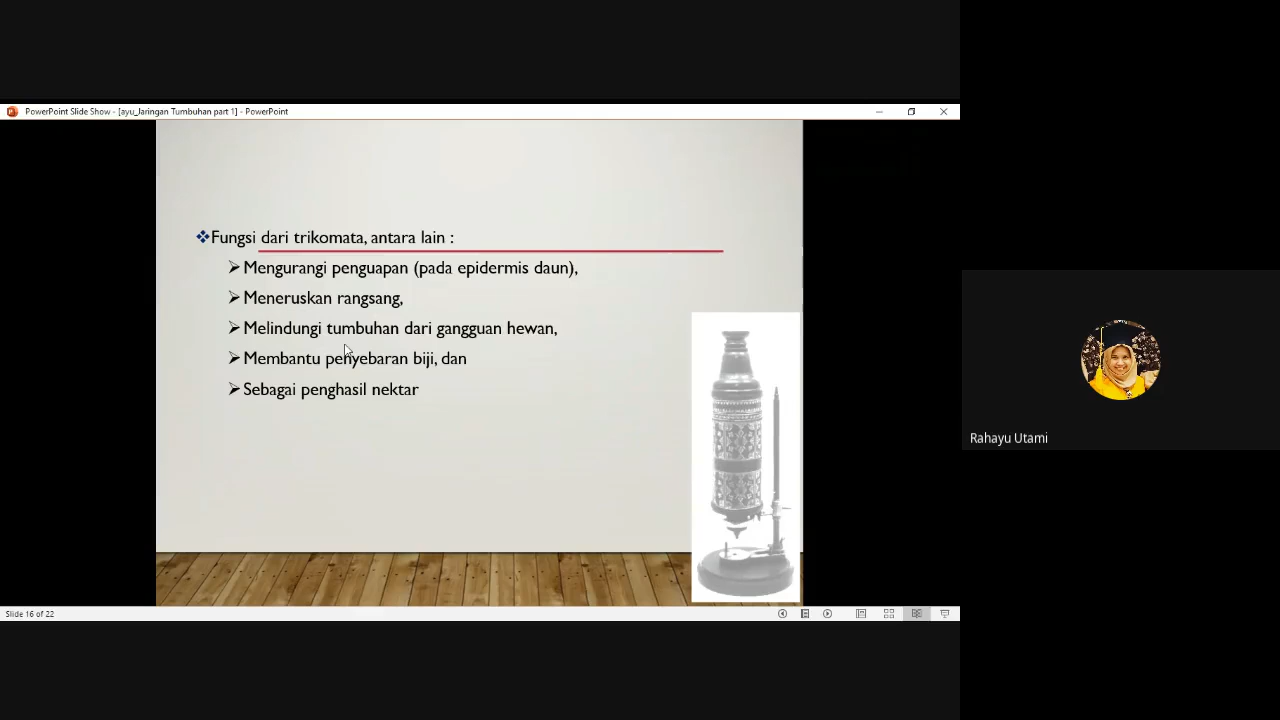 PowerPoint Slide Show - [ayu_Jaringan Tumbuhan part 1] - PowerPoint
❖Fungsi dari trikomata, antara lain :
➢Mengurangi penguapan (pada epidermis daun),
➢Meneruskan rangsang,
➢Melindungi tumbuhan dari gangguan hewan,
➢Membantu penyebaran biji, dan
➢Sebagai penghasil nektar
Rahayu Utami
Slide 16 of 22